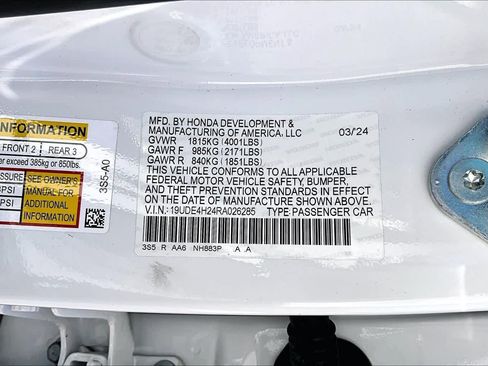 INFORMATION
FRONT 2 REAR 3
exceed 385kg or 850lbs.
SEE OWNER'S
MANUAL FOR
ADDITIONAL
INFORMATION
PSI
PSI
3S5-A0
MFD. BY HONDA DEVELOPMENT &
MANUFACTURING OF AMERICA, LLC 03/24
GVWR 1815KG (4001LBS)
GAWR F 985KG (2171LBS)
GAWR R 840KG (1851LBS)
THIS VEHICLE CONFORMS TO ALL APPLICABLE
FEDERAL MOTOR VEHICLE SAFETY, BUMPER,
AND THEFT PREVENTION STANDARDS IN EFFECT
ON THE DATE OF MANUFACTURE SHOWN ABOVE.
V.I.N.: 19UDE4H24RA026285 TYPE: PASSENGER CAR
3S5 R AA6 NH883P A A